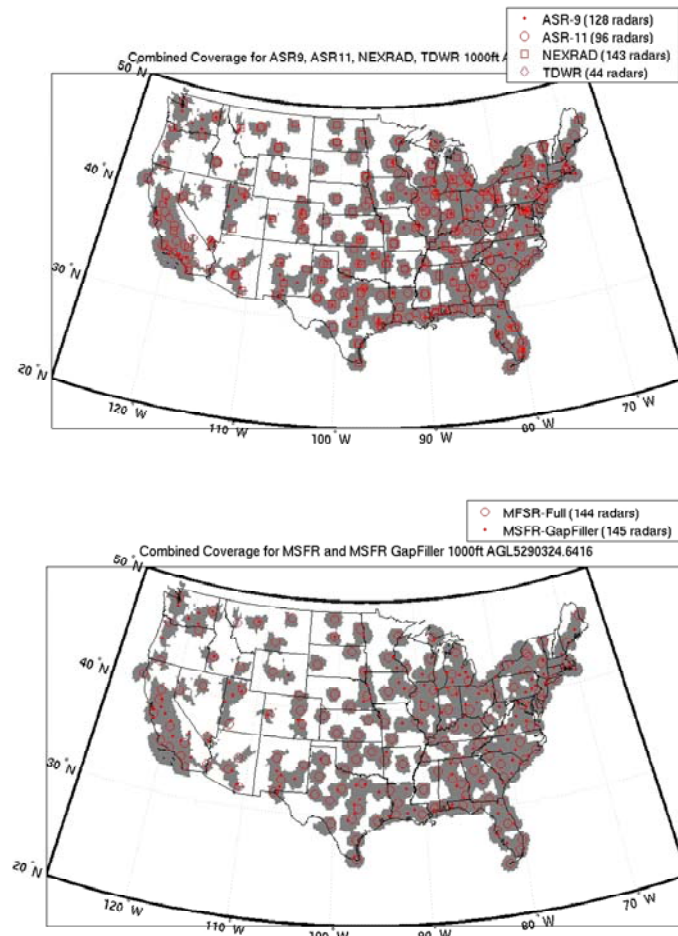 ASR-9 (128 radars)
ASR-11 (96 radars)
NEXRAD (143 radars)
TDWR (44 radars)
Combined Coverage for ASR9, ASR11, NEXRAD, TDWR 1000ft A
50°N
40°N
30°N
20°N
120°W
110°W
100°W
90°W
80°W
70°W
MFSR-Full (144 radars)
MSFR-GapFiller (145 radars)
Combined Coverage for MSFR and MSFR GapFiller 1000ft AGL5290324.6416
50°N
40°N
30°N
20°N
120°W
110°W
100°W
90°W
80°W
70°W